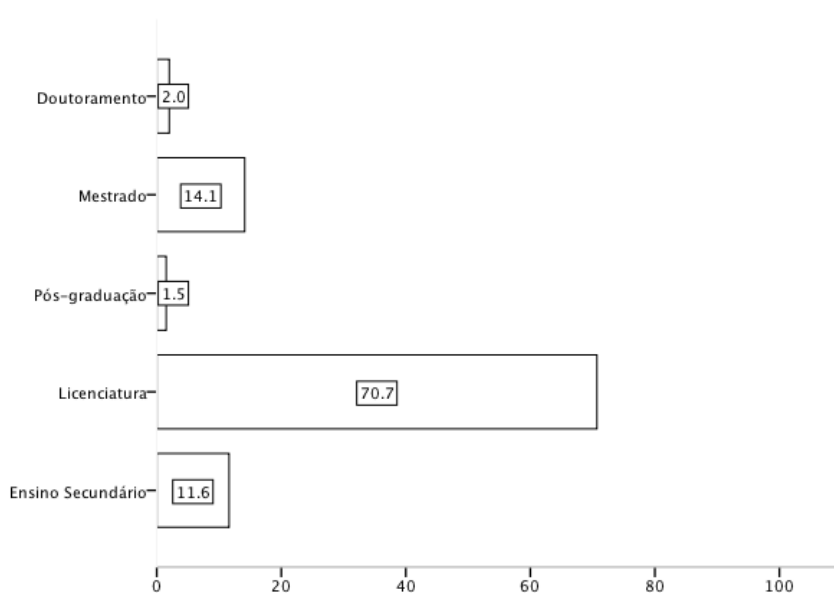 Doutoramento 2.0
Mestrado 14.1
Pós-graduação 1.5
Licenciatura 70.7
Ensino Secundário 11.6
0 20 40 60 80 100